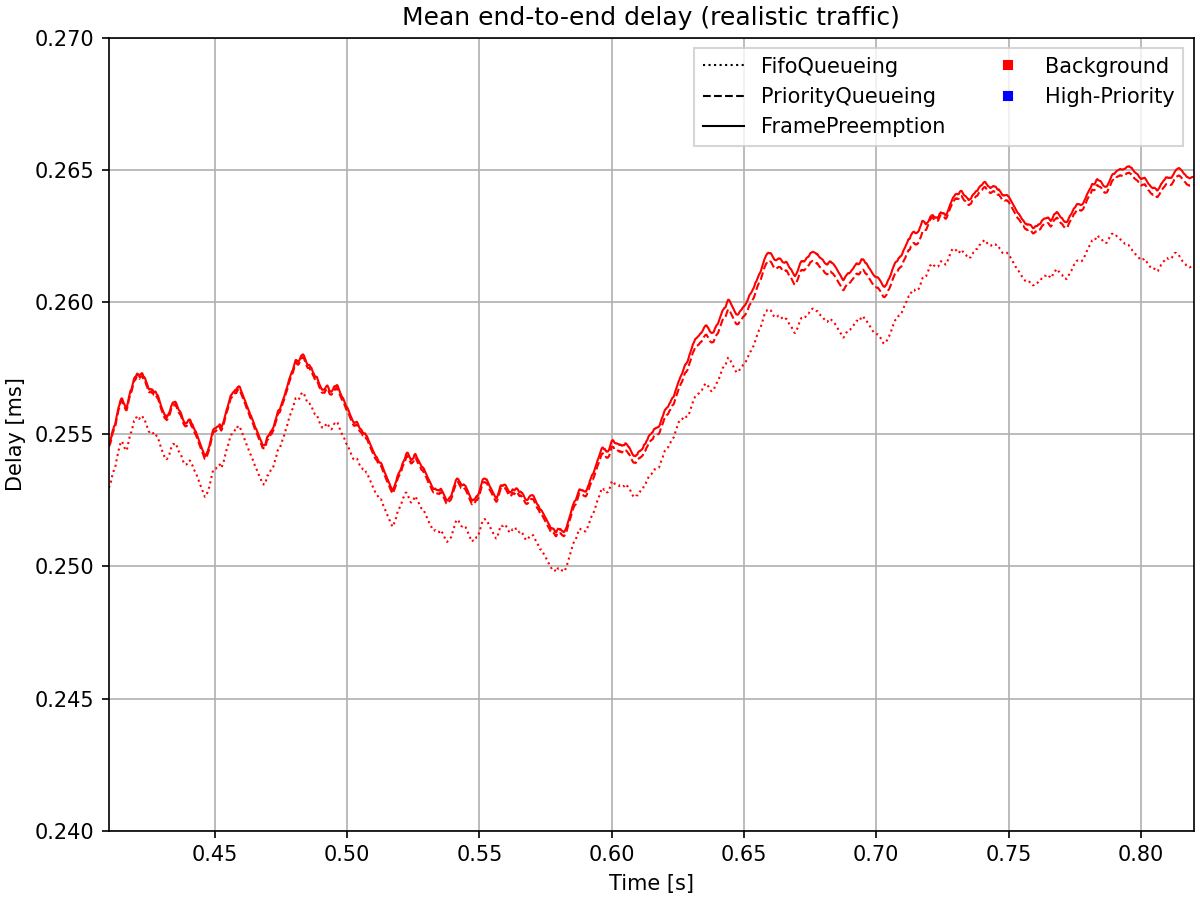 Mean end-to-end delay (realistic traffic)
0.270
0.265
0.260
0.255
0.250
0.245
0.240
Delay [ms]
FifoQueueing
PriorityQueueing
FramePreemption
Background
High-Priority
0.45 0.50 0.55 0.60 0.65 0.70 0.75 0.80
Time [s]